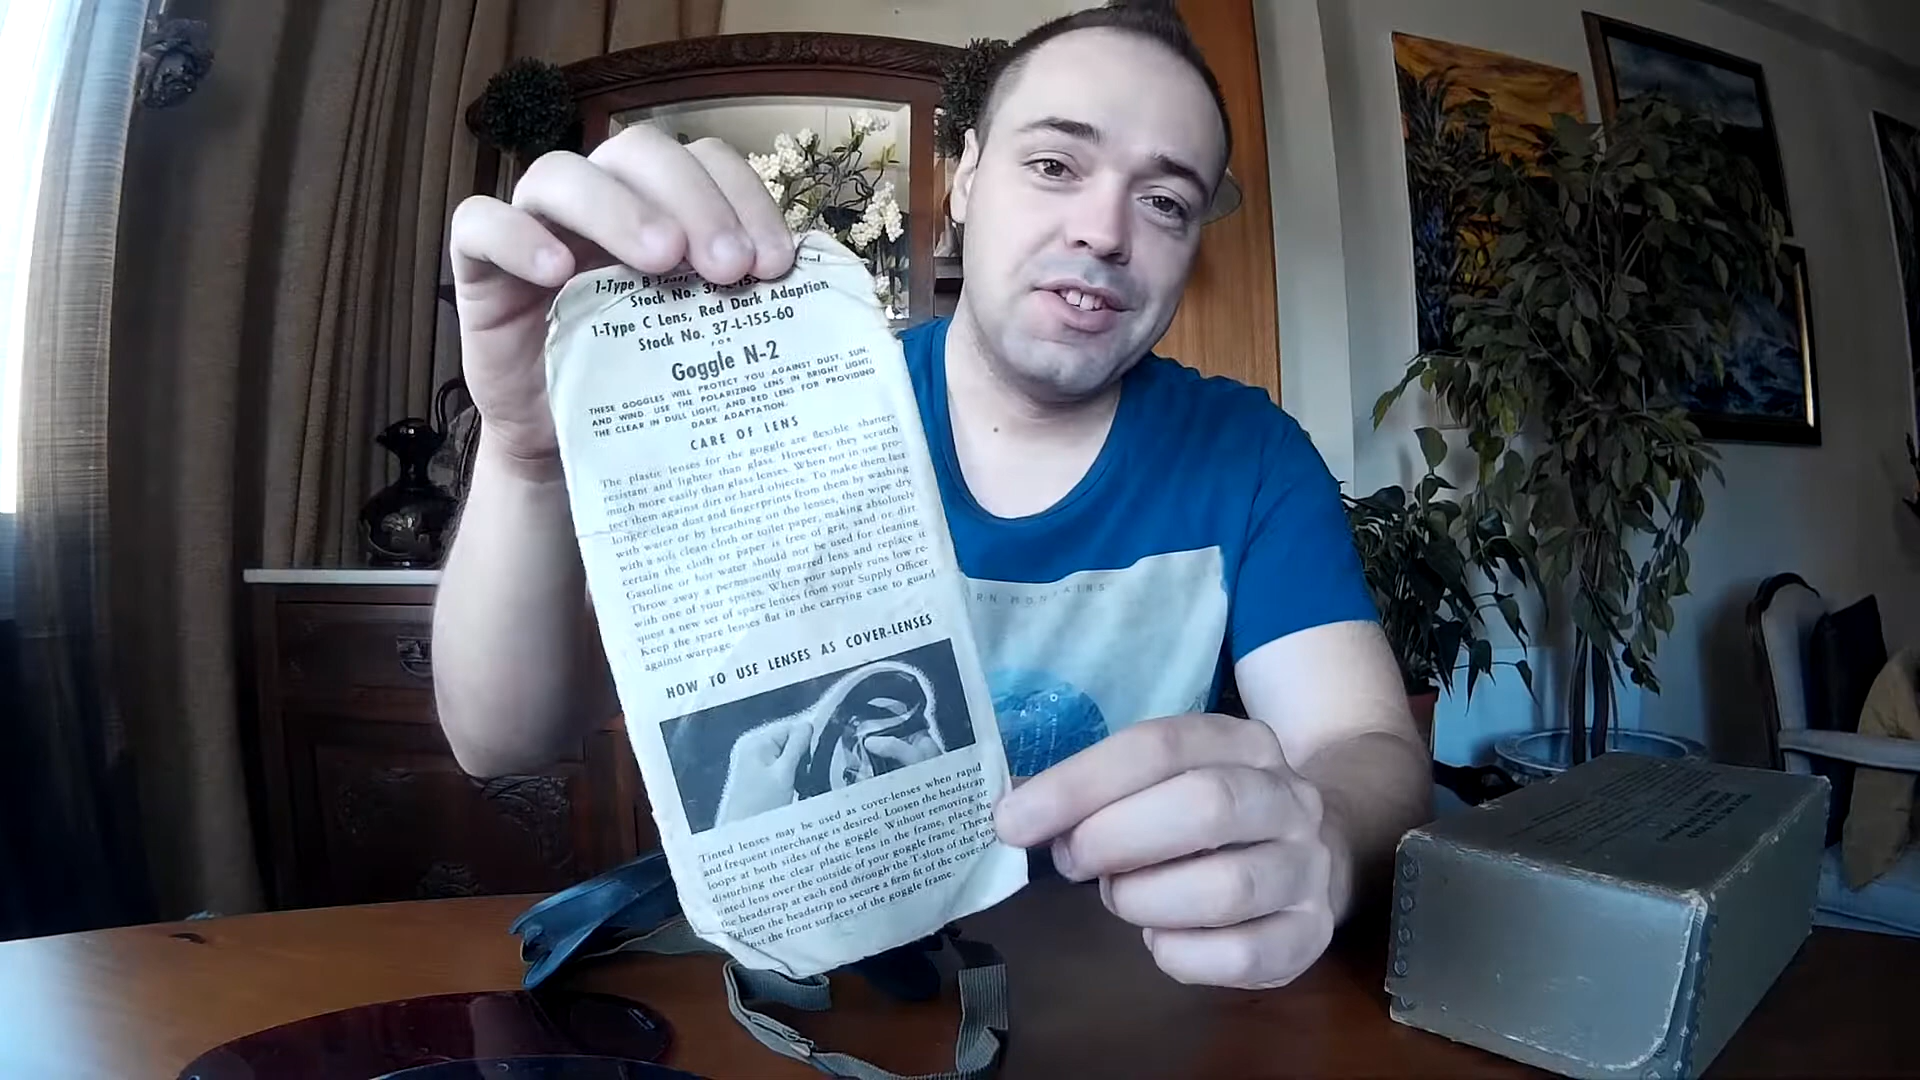 1-Type B
Stock No. 37-L-155
1-Type C Lens, Red Dark Adaption
Stock No. 37-L-155-60
FOR
Goggle N-2
THESE GOGGLES WILL PROTECT YOU AGAINST DUST, SUN,
AND WIND. USE THE POLARIZING LENS IN BRIGHT LIGHT,
THE CLEAR IN DULL LIGHT, AND RED LENS FOR PROVIDING
DARK ADAPTATION.
CARE OF LENS
The plastic lenses for the goggle are flexible shatter-
resistant and lighter than glass. However, they scratch
much more easily than glass lenses. When not in use pro-
tect them against dirt or hard objects. To make them last
longer clean dust and fingerprints from them by washing
with water or by breathing on the lenses, then wipe dry
with a soft clean cloth or toilet paper, making absolutely
certain the cloth or paper is free of grit, sand or dirt.
Gasoline or hot water should not be used for cleaning.
Throw away a permanently marred lens and replace it
with one of your spares. When your supply runs low re-
quest a new set of spare lenses from your Supply Officer
Keep the spare lenses flat in the carrying case to guard
against warpage.
HOW TO USE LENSES AS COVER-LENSES
Tinted lenses may be used as cover-lenses when rapid
and frequent interchange is desired. Loosen the headstrap
loops at both sides of the goggle. Without removing or
disturbing the clear plastic lens in the frame, place the
tinted lens over the outside of your goggle frame. Thread
the headstrap at each end through the T-slots of the lens
Tighten the headstrip to secure a firm fit of the cover-lens
the front surfaces of the goggle frame.